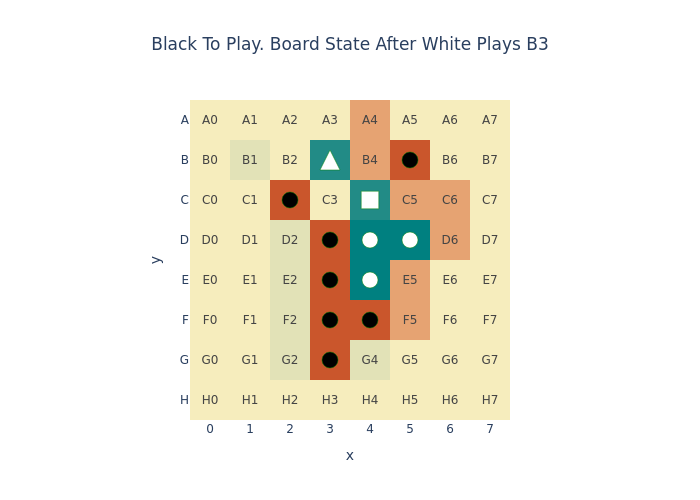 Black To Play. Board State After White Plays B3
A A0 A1 A2 A3 A4 A5 A6 A7
B B0 B1 B2 B4 B6 B7
C C0 C1 C3 C5 C6 C7
D D0 D1 D2 D6 D7
E E0 E1 E2 E5 E6 E7
F F0 F1 F2 F5 F6 F7
G G0 G1 G2 G4 G5 G6 G7
H H0 H1 H2 H3 H4 H5 H6 H7
0 1 2 3 4 5 6 7
x
y